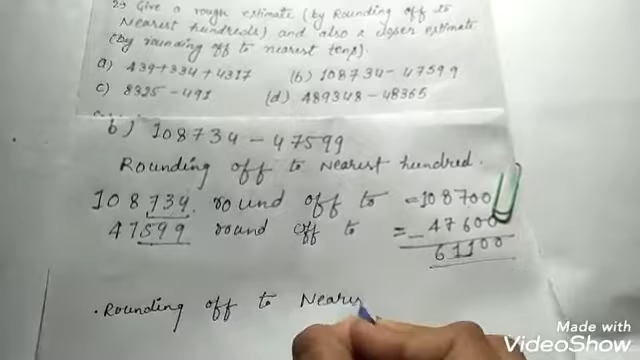 2) Give a rough estimate (by Rounding off to
Nearest hundreds) and also a closer estimate
(By rounding off to nearest tens).
a) 439+334+4317 (b) 108734-47599
c) 8325-491 (d) 489348-48365
b) 108734-47599
Rounding off to Nearest hundred.
108734. round off to = 108700
47599 round off to = - 47600
61100
. Rounding off to Neares
Made with
VideoShow